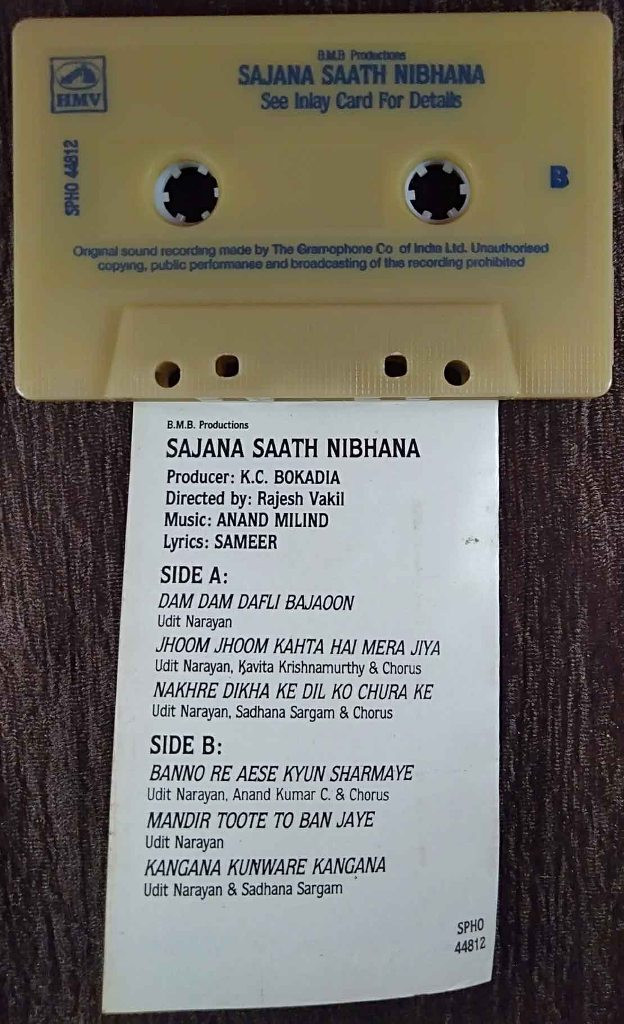 B.M.B Productions
SAJANA SAATH NIBHANA
See Inlay Card For Details
HMV
SPHO 44812
B
Original sound recording made by The Gramophone Co of India Ltd. Unauthorised
copying, public performance and broadcasting of this recording prohibited
B.M.B. Productions
SAJANA SAATH NIBHANA
Producer: K.C. BOKADIA
Directed by: Rajesh Vakil
Music: ANAND MILIND
Lyrics: SAMEER
SIDE A:
DAM DAM DAFLI BAJAOON
Udit Narayan
JHOOM JHOOM KAHTA HAI MERA JIYA
Udit Narayan, Kavita Krishnamurthy & Chorus
NAKHRE DIKHA KE DIL KO CHURA KE
Udit Narayan, Sadhana Sargam & Chorus
SIDE B:
BANNO RE AESE KYUN SHARMAYE
Udit Narayan, Anand Kumar C. & Chorus
MANDIR TOOTE TO BAN JAYE
Udit Narayan
KANGANA KUNWARE KANGANA
Udit Narayan & Sadhana Sargam
SPHO
44812